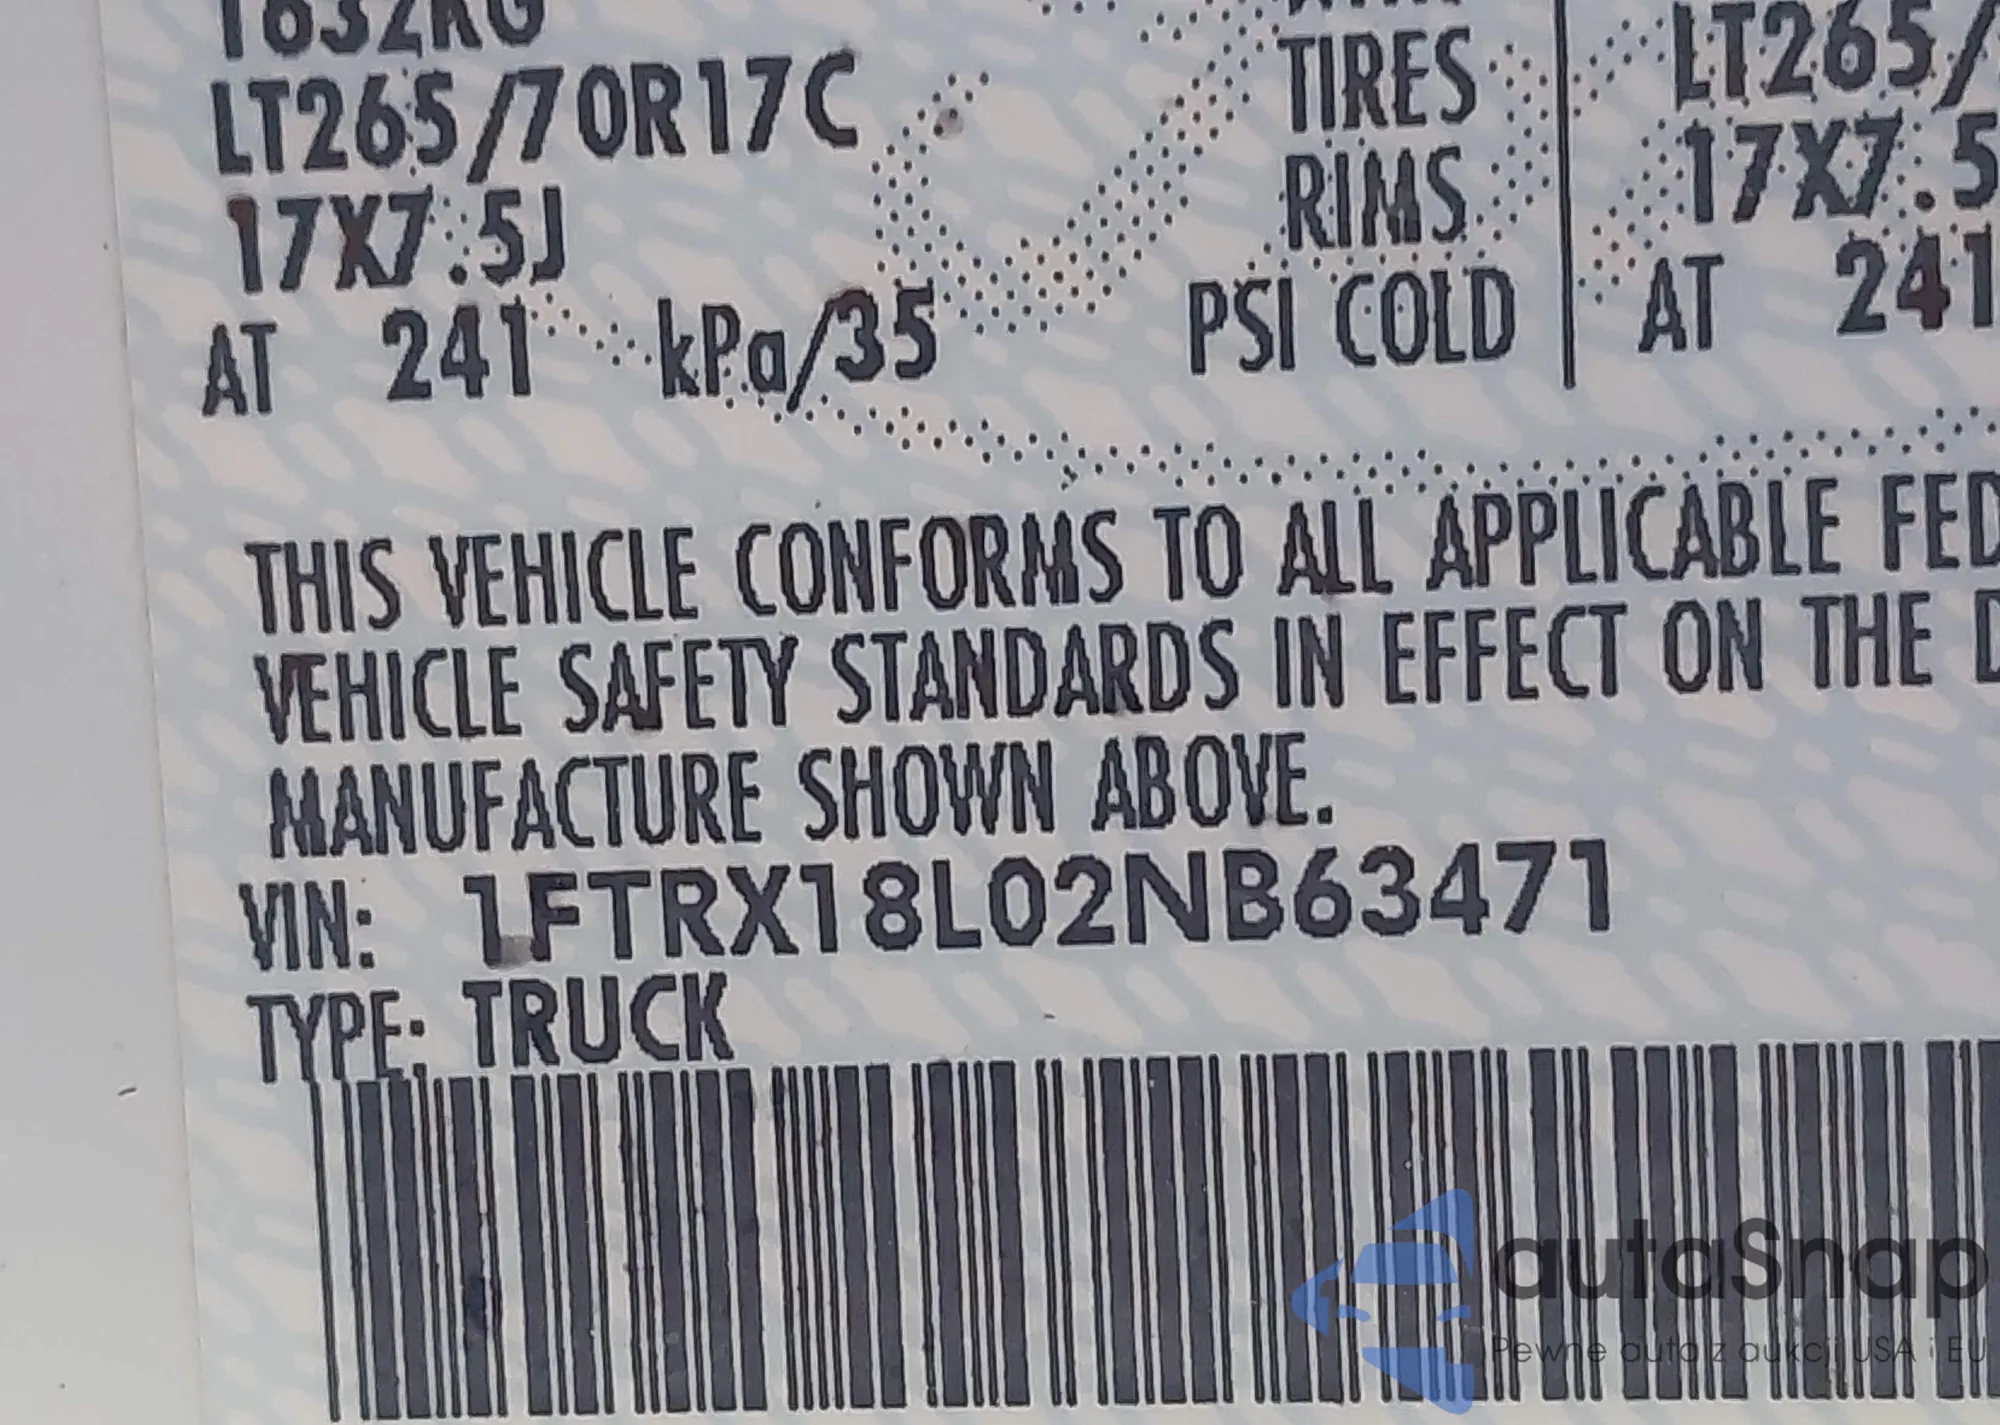 1632KG
LT265/70R17C TIRES LT265/
17X7.5J RIMS 17X7.5
AT 241 kPa/35 PSI COLD AT 241
THIS VEHICLE CONFORMS TO ALL APPLICABLE FED
VEHICLE SAFETY STANDARDS IN EFFECT ON THE D
MANUFACTURE SHOWN ABOVE.
VIN: 1FTRX18L02NB63471
TYPE: TRUCK
autoSnap
Pewne auto z aukcji USA i EU